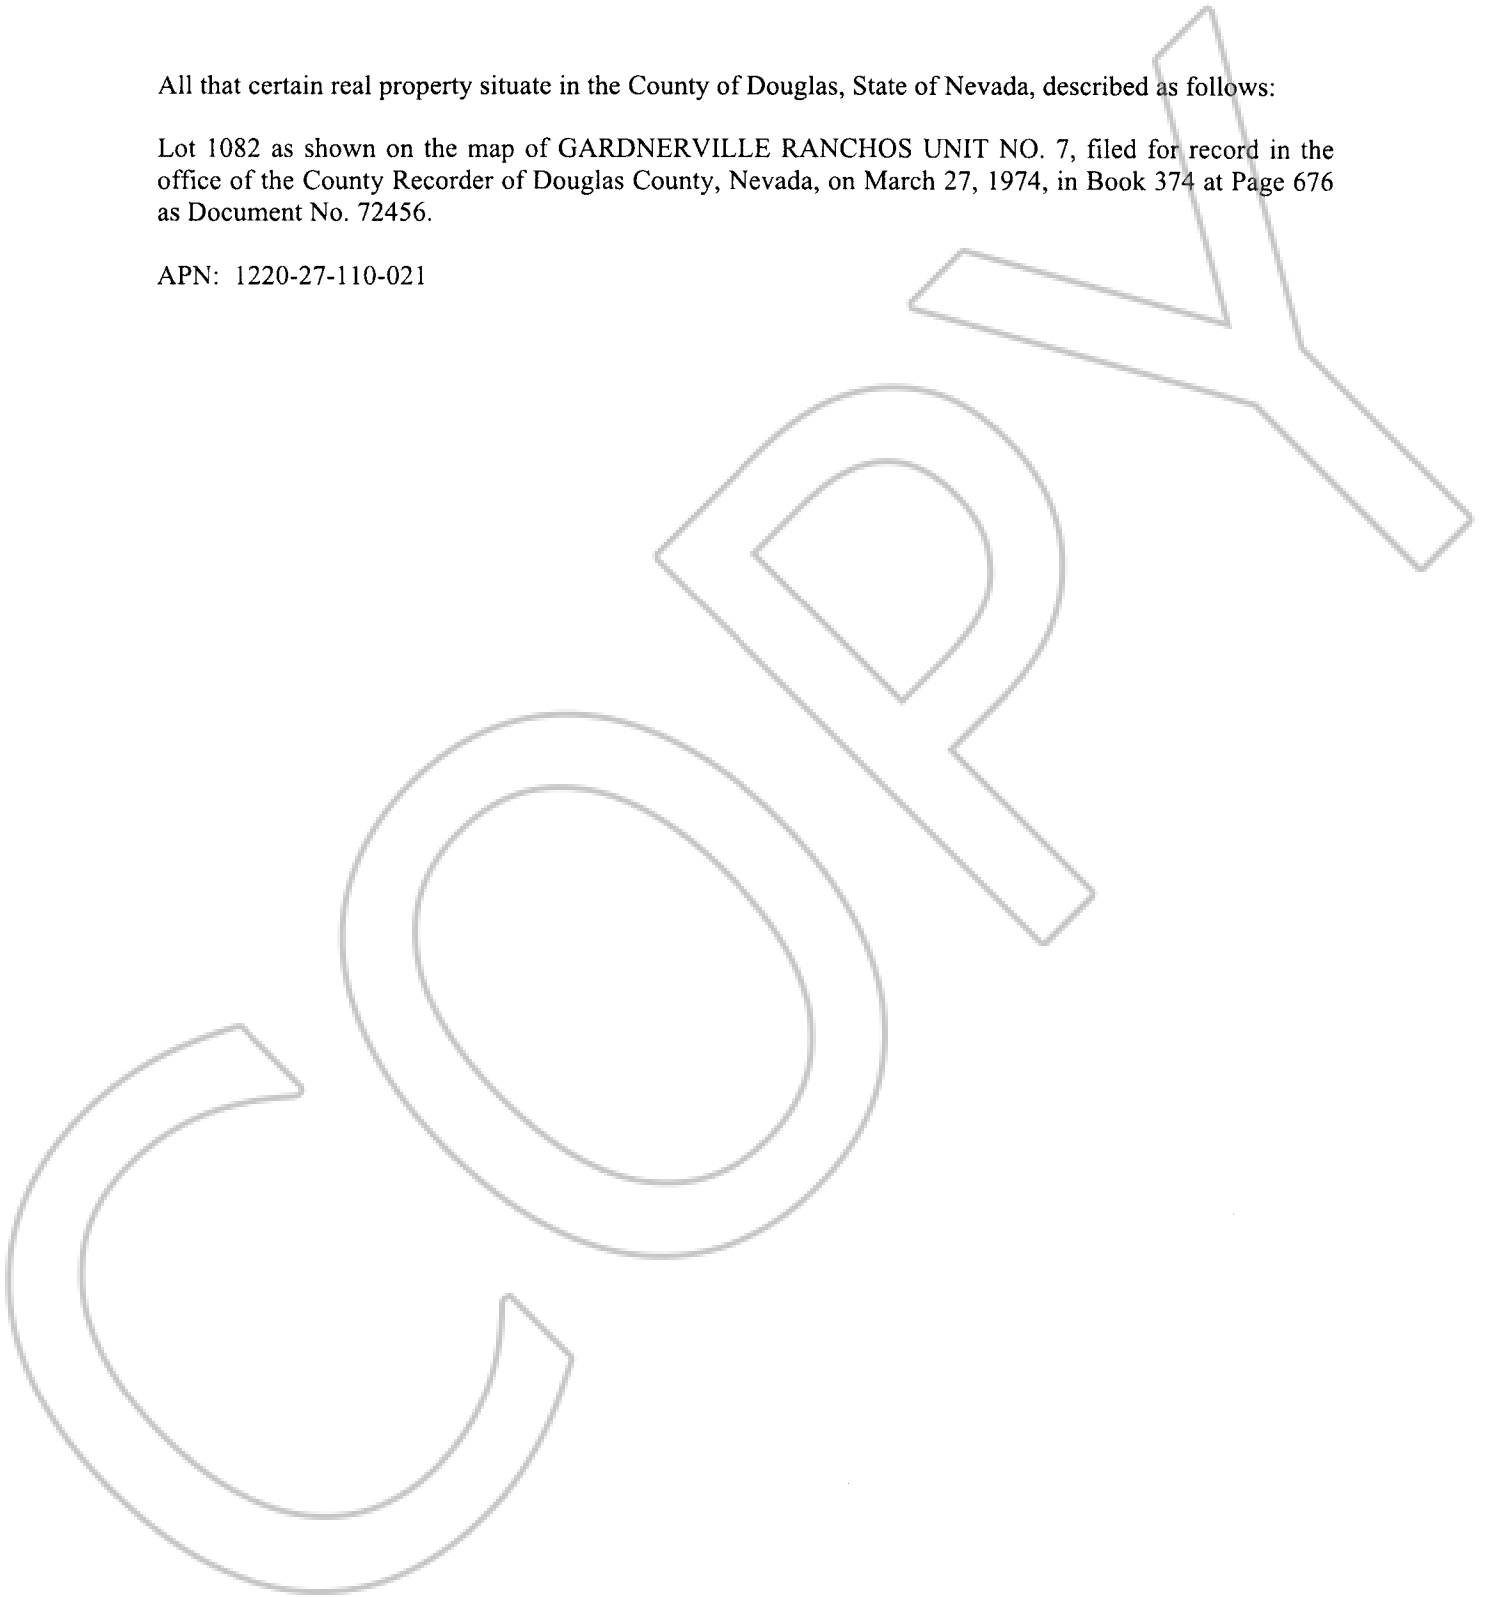 All that certain real property situate in the County of Douglas, State of Nevada, described as follows:
Lot 1082 as shown on the map of GARDNERVILLE RANCHOS UNIT NO. 7, filed for record in the
office of the County Recorder of Douglas County, Nevada, on March 27, 1974, in Book 374 at Page 676
as Document No. 72456.
APN: 1220-27-110-021
COPY